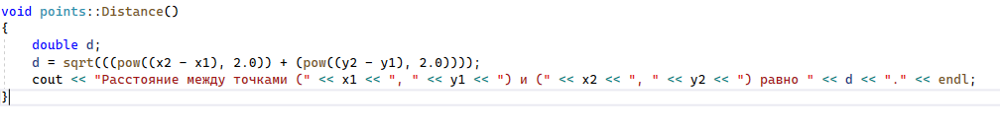 void points::Distance()
{
double d;
d = sqrt(((pow((x2 - x1), 2.0)) + (pow((y2 - y1), 2.0))));
cout << "Расстояние между точками (" << x1 << ", " << y1 << ") и (" << x2 << ", " << y2 << ") равно " << d << "." << endl;
}